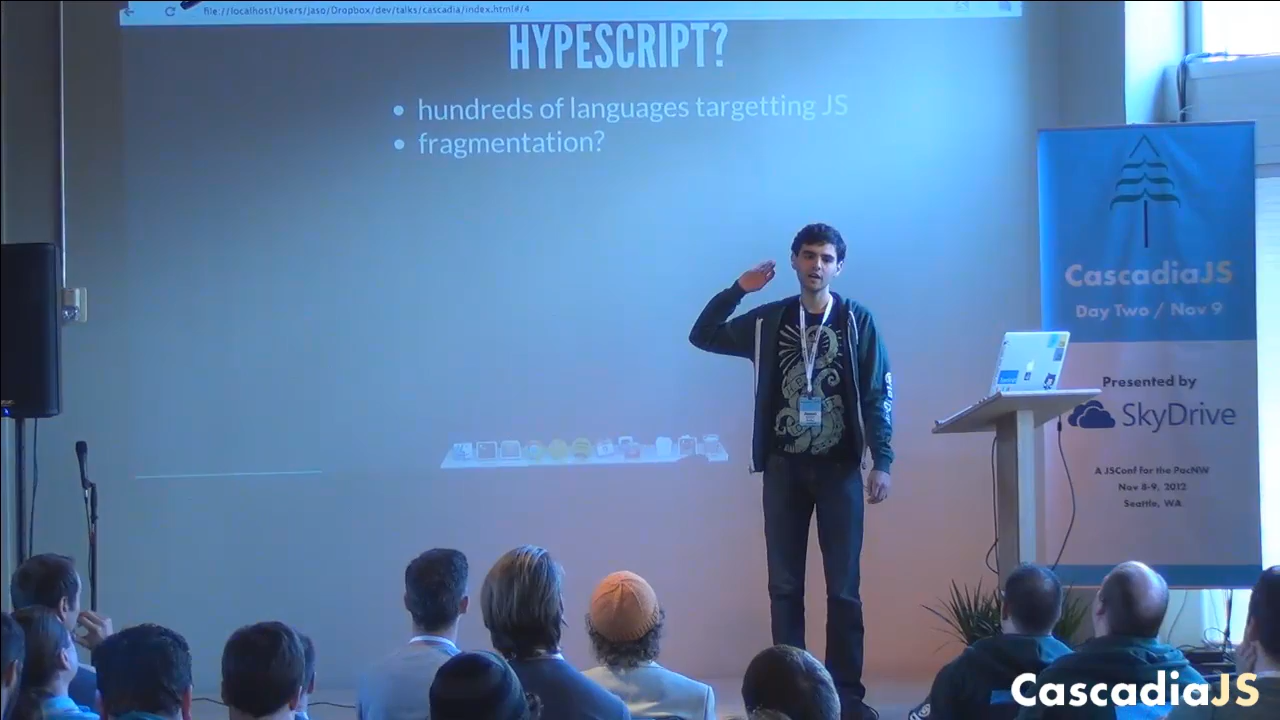 file://localhost/Users/jaso/Dropbox/dev/talks/cascadia/index.html#/4
HYPESCRIPT?
• hundreds of languages targetting JS
• fragmentation?
CascadiaJS
Day Two / Nov 9
Presented by
SkyDrive
A JSConf for the PacNW
Nov 8-9, 2012
Seattle, WA
CascadiaJS